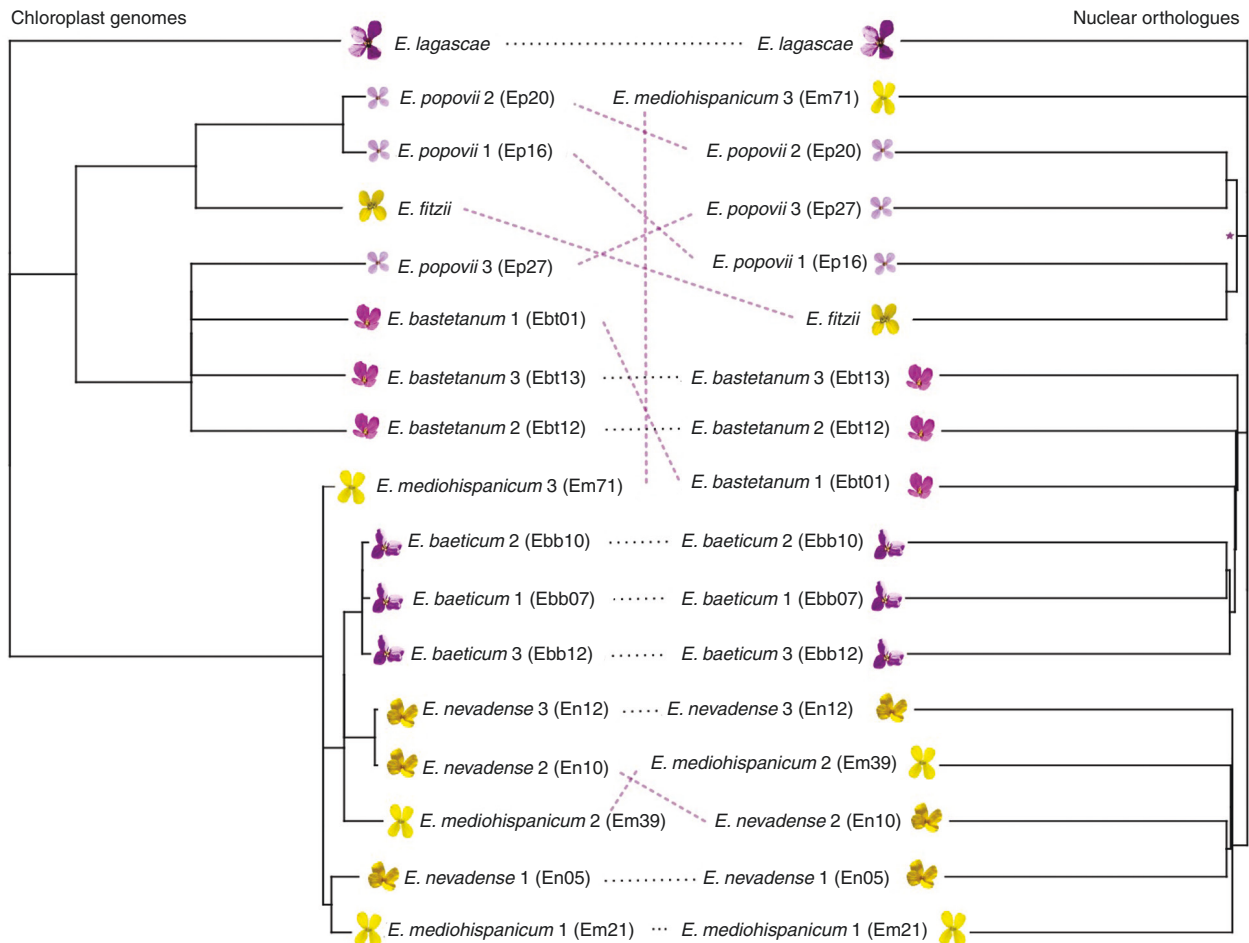 Chloroplast genomes Nuclear orthologues
E. lagascae E. lagascae
E. popovii 2 (Ep20) E. mediohispanicum 3 (Em71)
E. popovii 1 (Ep16) E. popovii 2 (Ep20)
E. fitzii E. popovii 3 (Ep27)
E. popovii 3 (Ep27) E. popovii 1 (Ep16)
E. bastetanum 1 (Ebt01) E. fitzii
E. bastetanum 3 (Ebt13) E. bastetanum 3 (Ebt13)
E. bastetanum 2 (Ebt12) E. bastetanum 2 (Ebt12)
E. mediohispanicum 3 (Em71) E. bastetanum 1 (Ebt01)
E. baeticum 2 (Ebb10) E. baeticum 2 (Ebb10)
E. baeticum 1 (Ebb07) E. baeticum 1 (Ebb07)
E. baeticum 3 (Ebb12) E. baeticum 3 (Ebb12)
E. nevadense 3 (En12) E. nevadense 3 (En12)
E. nevadense 2 (En10) E. mediohispanicum 2 (Em39)
E. mediohispanicum 2 (Em39) E. nevadense 2 (En10)
E. nevadense 1 (En05) E. nevadense 1 (En05)
E. mediohispanicum 1 (Em21) E. mediohispanicum 1 (Em21)